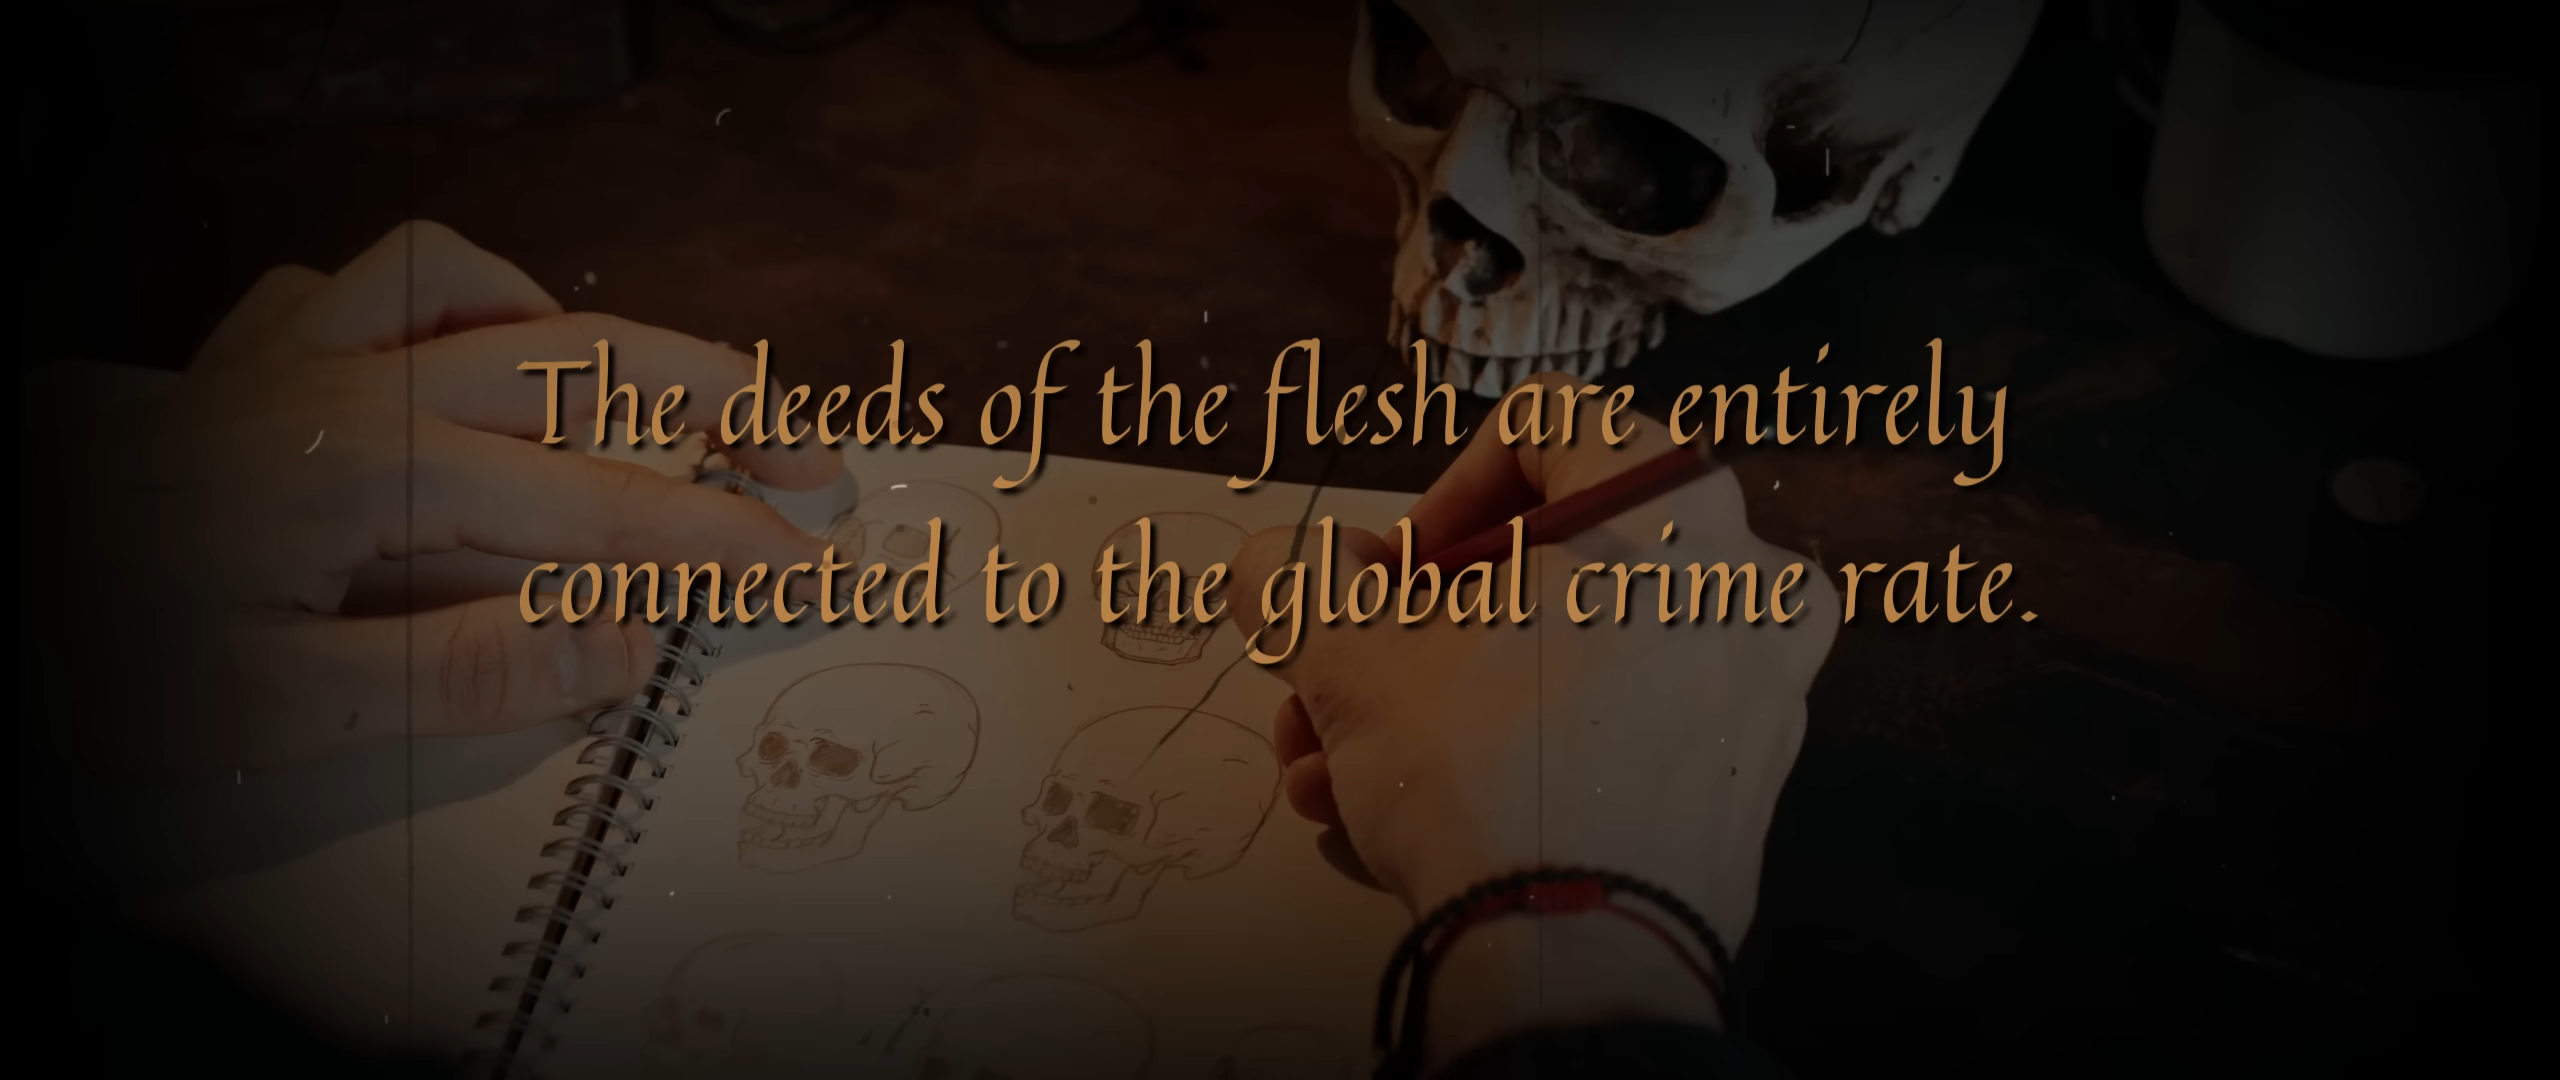 The deeds of the flesh are entirely
connected to the global crime rate.